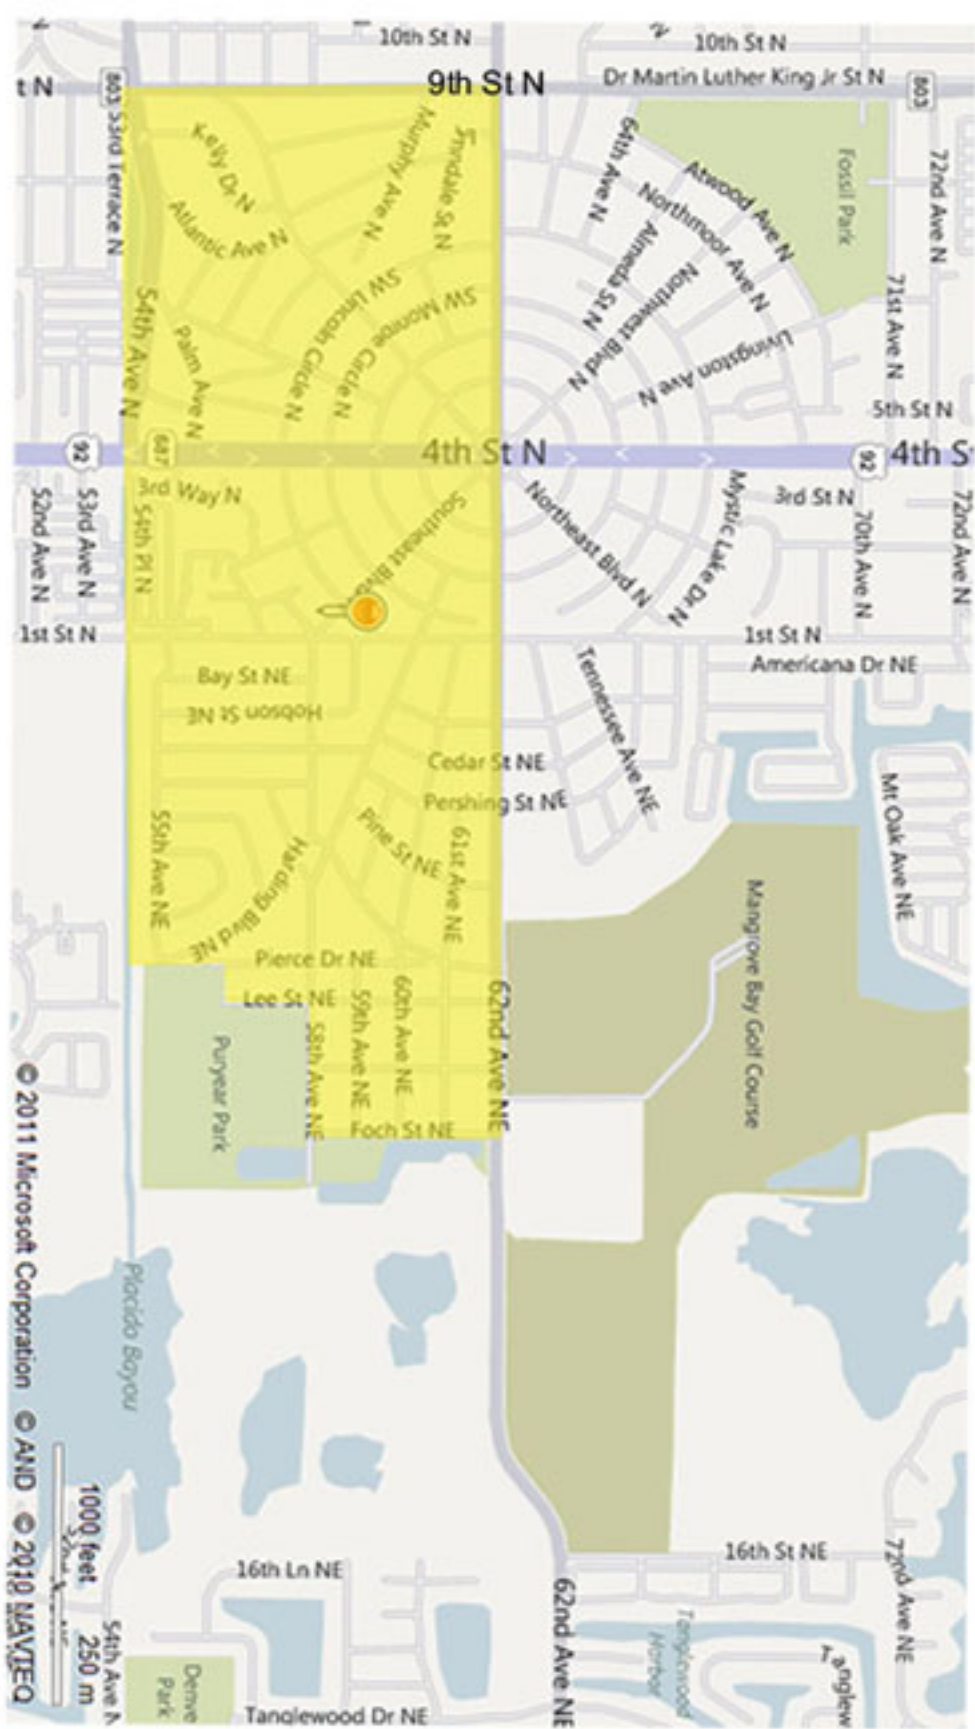 10th St N
10th St N
9th St N
Dr Martin Luther King Jr St N
t N
803
803
53rd Terrace N
Kelly Dr N
Murphy Ave N
64th Ave N
Atwood Ave N
Fossil Park
72nd Ave N
Atlantic Ave N
Northmoor Ave N
Almeda St N
Northwest Blvd N
SW Lincoln Circle N
SW Monroe Circle N
54th Ave N
Palm Ave N
Livingston Ave N
71st Ave N
5th St N
92
687
4th St N
92
4th S
3rd Way N
52nd Ave N
53rd Ave N
54th Pl N
Southeast Blvd
Northeast Blvd N
Mystic Lake Dr N
3rd St N
70th Ave N
72nd Ave N
1st St N
1st St N
Bay St NE
Americana Dr NE
Hobson St NE
Tennessee Ave NE
Cedar St NE
Pershing St NE
Mt Oak Ave NE
55th Ave NE
Harding Blvd NE
Pine St NE
61st Ave NE
Mangrove Bay Golf Course
Pierce Dr NE
Lee St NE
58th Ave NE
59th Ave NE
60th Ave NE
62nd Ave NE
Puryear Park
Foch St NE
Placido Bayou
© 2011 Microsoft Corporation © AND © 2010 NAVTEQ
1000 feet
250 m
16th Ln NE
16th St NE
72nd Ave NE
62nd Ave NE
Tanglewood
Harbor
Tanglew
54th Ave N
Denve
Park
Tanglewood Dr NE